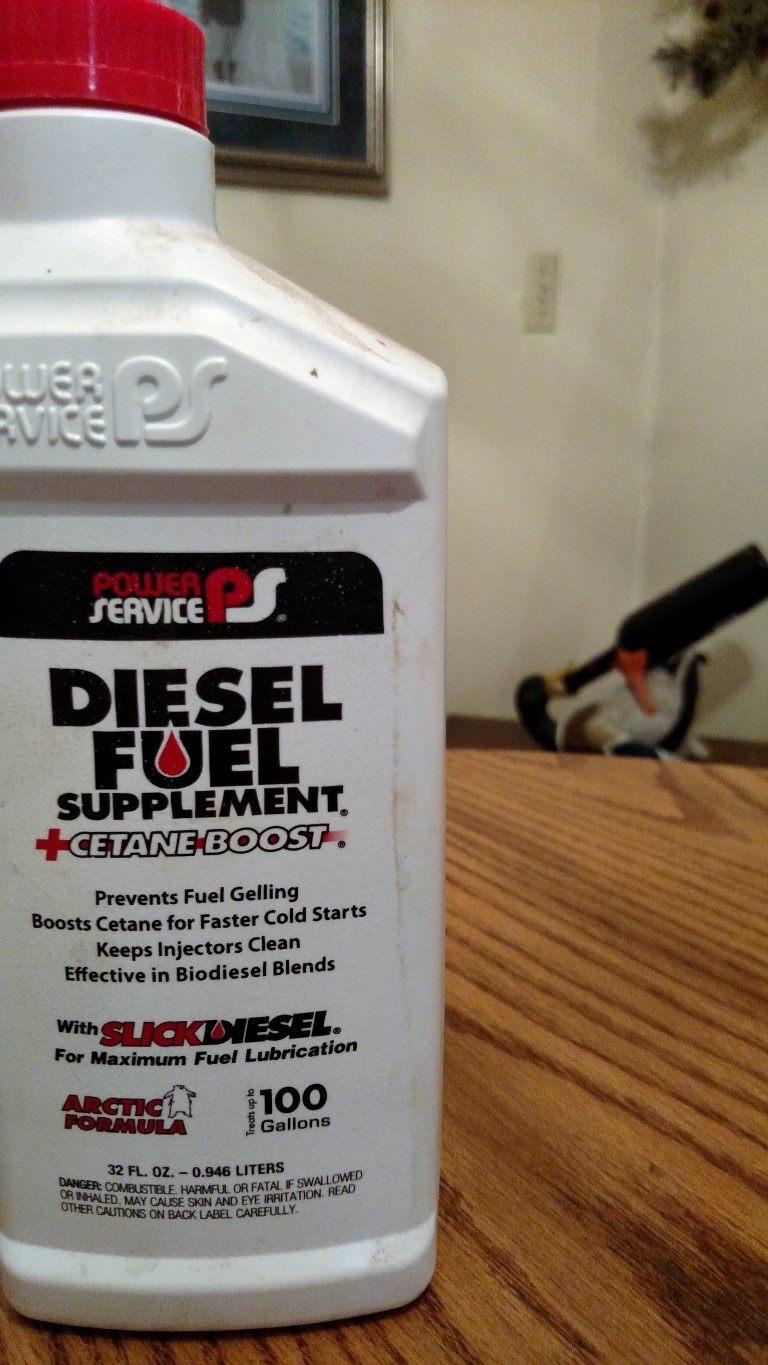 OWER
RVICE PS
POWER
SERVICE PS®
DIESEL
FUEL
SUPPLEMENT®
+CETANE BOOST®
Prevents Fuel Gelling
Boosts Cetane for Faster Cold Starts
Keeps Injectors Clean
Effective in Biodiesel Blends
With SLICKDIESEL®
For Maximum Fuel Lubrication
ARCTIC
FORMULA
Treats up to
100
Gallons
32 FL. OZ. – 0.946 LITERS
DANGER: COMBUSTIBLE. HARMFUL OR FATAL IF SWALLOWED
OR INHALED. MAY CAUSE SKIN AND EYE IRRITATION. READ
OTHER CAUTIONS ON BACK LABEL CAREFULLY.